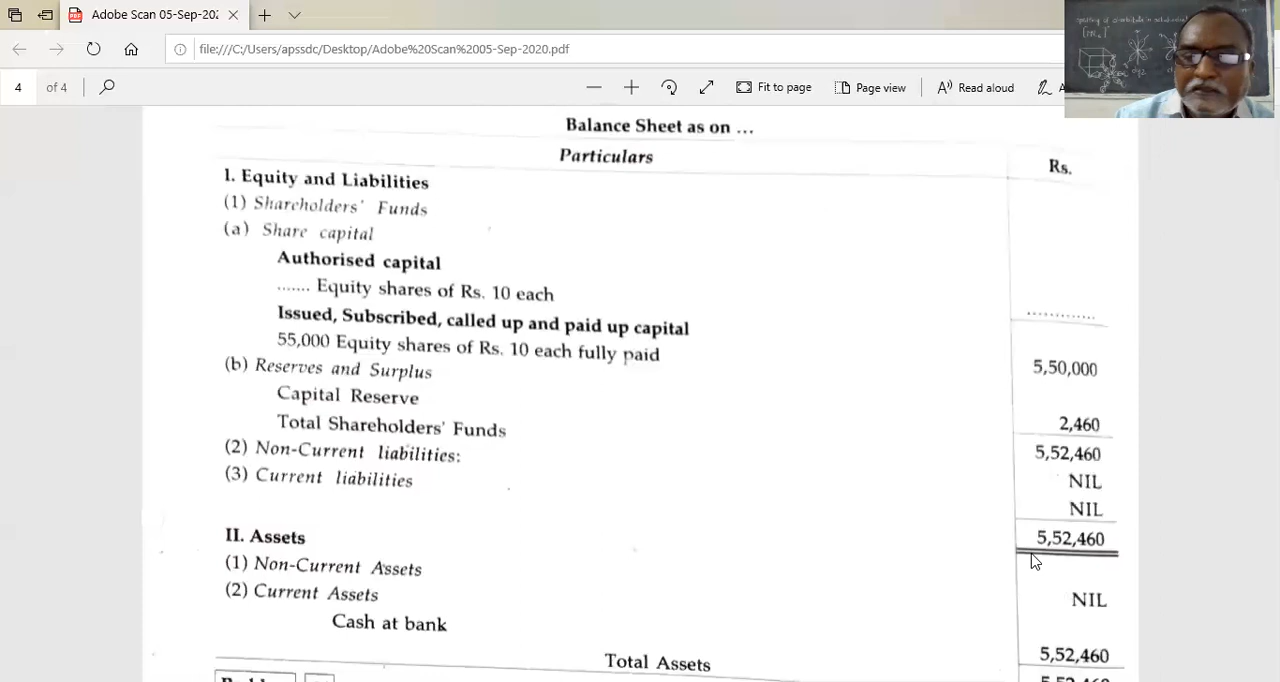 Adobe Scan 05-Sep-202
file:///C:/Users/apssdc/Desktop/Adobe%20Scan%2005-Sep-2020.pdf
4 of 4 Fit to page Page view Read aloud
Balance Sheet as on ...
Particulars Rs.
I. Equity and Liabilities
(1) Shareholders' Funds
(a) Share capital
Authorised capital
....... Equity shares of Rs. 10 each .............
Issued, Subscribed, called up and paid up capital
55,000 Equity shares of Rs. 10 each fully paid 5,50,000
(b) Reserves and Surplus
Capital Reserve 2,460
Total Shareholders' Funds 5,52,460
(2) Non-Current liabilities: NIL
(3) Current liabilities NIL
5,52,460
II. Assets
(1) Non-Current Assets NIL
(2) Current Assets
Cash at bank 5,52,460
Total Assets 5,52,460